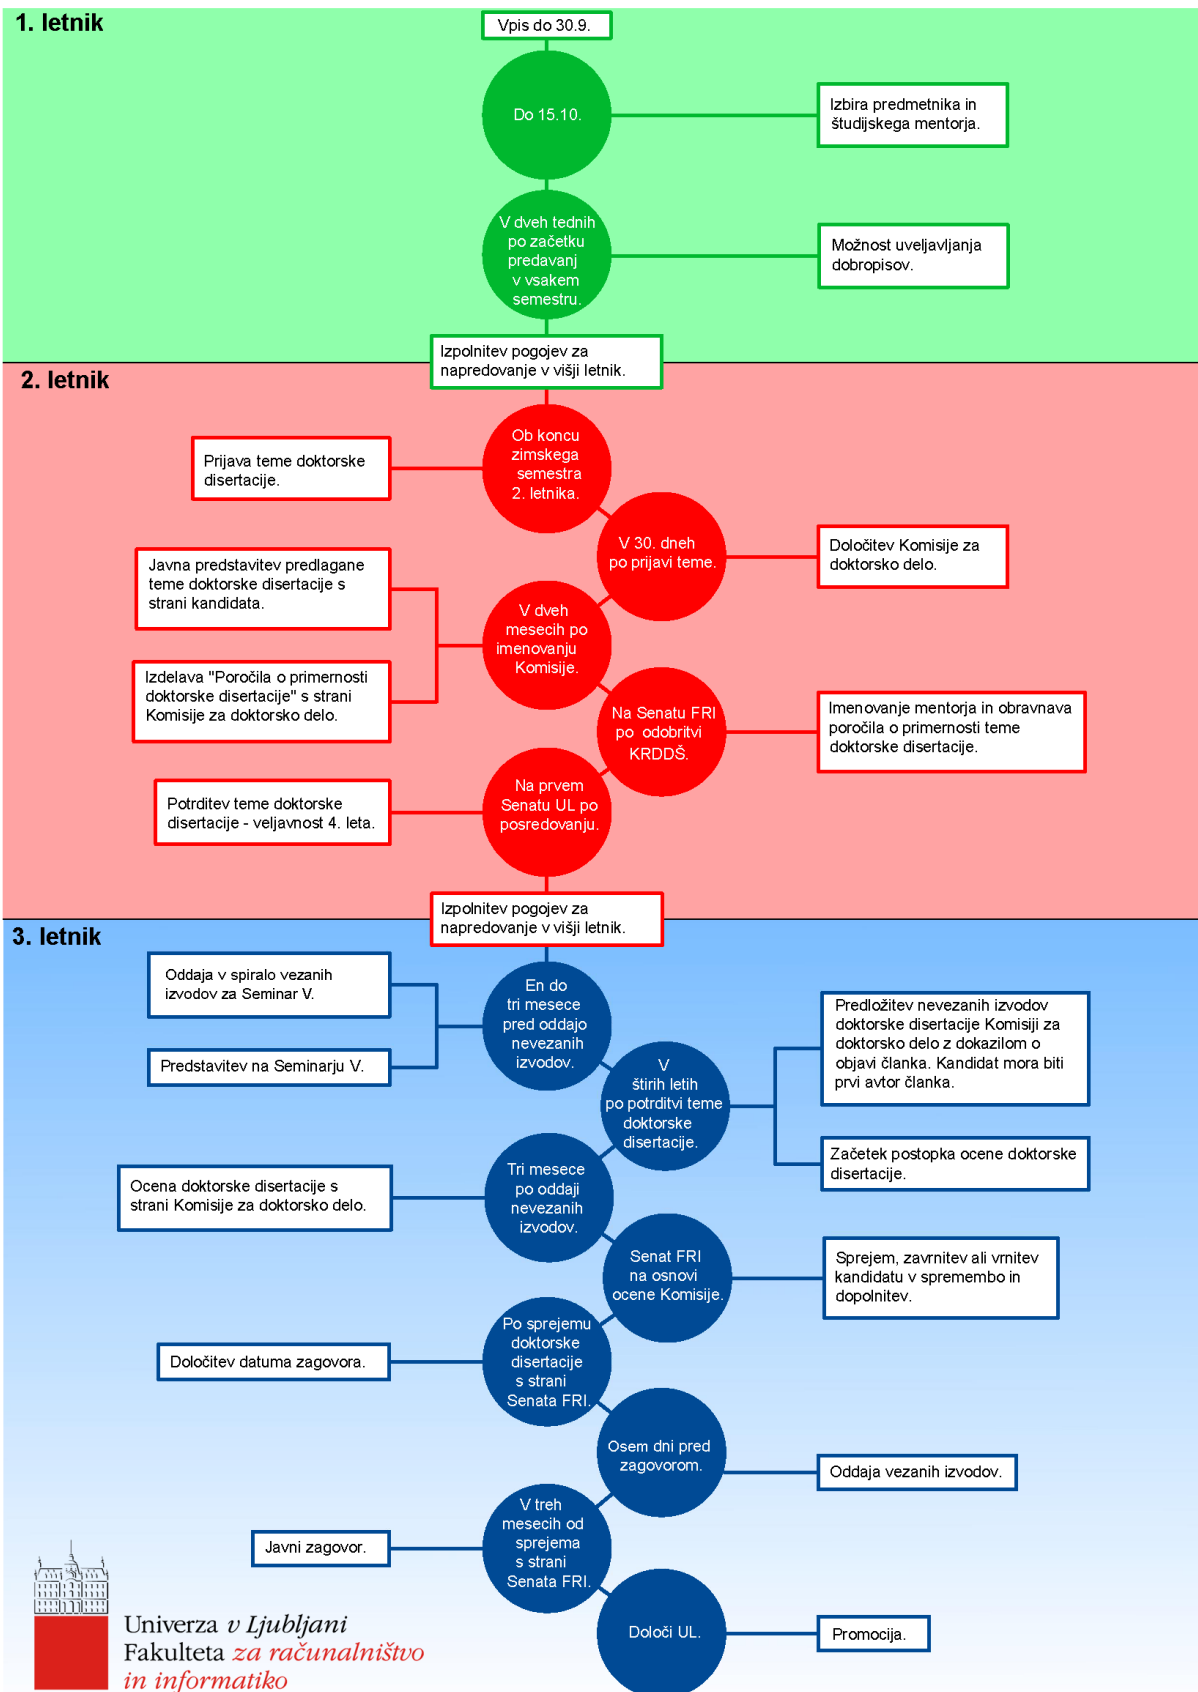 1. letnik
Vpis do 30.9.
Do 15.10.
Izbira predmetnika in
študijskega mentorja.
V dveh tednih
po začetku
predavanj
v vsakem
semestru.
Možnost uveljavljanja
dobropisov.
Izpolnitev pogojev za
napredovanje v višji letnik.
2. letnik
Ob koncu
zimskega
semestra
2. letnika.
Prijava teme doktorske
disertacije.
V 30. dneh
po prijavi teme.
Določitev Komisije za
doktorsko delo.
Javna predstavitev predlagane
teme doktorske disertacije s
strani kandidata.
V dveh
mesecih po
imenovanju
Komisije.
Izdelava "Poročila o primernosti
doktorske disertacije" s strani
Komisije za doktorsko delo.
Na Senatu FRI
po odobritvi
KRDDŠ.
Imenovanje mentorja in obravnava
poročila o primernosti teme
doktorske disertacije.
Na prvem
Senatu UL po
posredovanju.
Potrditev teme doktorske
disertacije - veljavnost 4. leta.
Izpolnitev pogojev za
napredovanje v višji letnik.
3. letnik
Oddaja v spiralo vezanih
izvodov za Seminar V.
En do
tri mesece
pred oddajo
nevezanih
izvodov.
Predstavitev na Seminarju V.
Predložitev nevezanih izvodov
doktorske disertacije Komisiji za
doktorsko delo z dokazilom o
objavi članka. Kandidat mora biti
prvi avtor članka.
V
štirih letih
po potrditvi teme
doktorske
disertacije.
Začetek postopka ocene doktorske
disertacije.
Tri mesece
po oddaji
nevezanih
izvodov.
Ocena doktorske disertacije s
strani Komisije za doktorsko delo.
Senat FRI
na osnovi
ocene Komisije.
Sprejem, zavrnitev ali vrnitev
kandidatu v spremembo in
dopolnitev.
Po sprejemu
doktorske
disertacije
s strani
Senata FRI.
Določitev datuma zagovora.
Osem dni pred
zagovorom.
Oddaja vezanih izvodov.
V treh
mesecih od
sprejema
s strani
Senata FRI.
Javni zagovor.
Določi UL.
Promocija.
Univerza v Ljubljani
Fakulteta za računalništvo
in informatiko